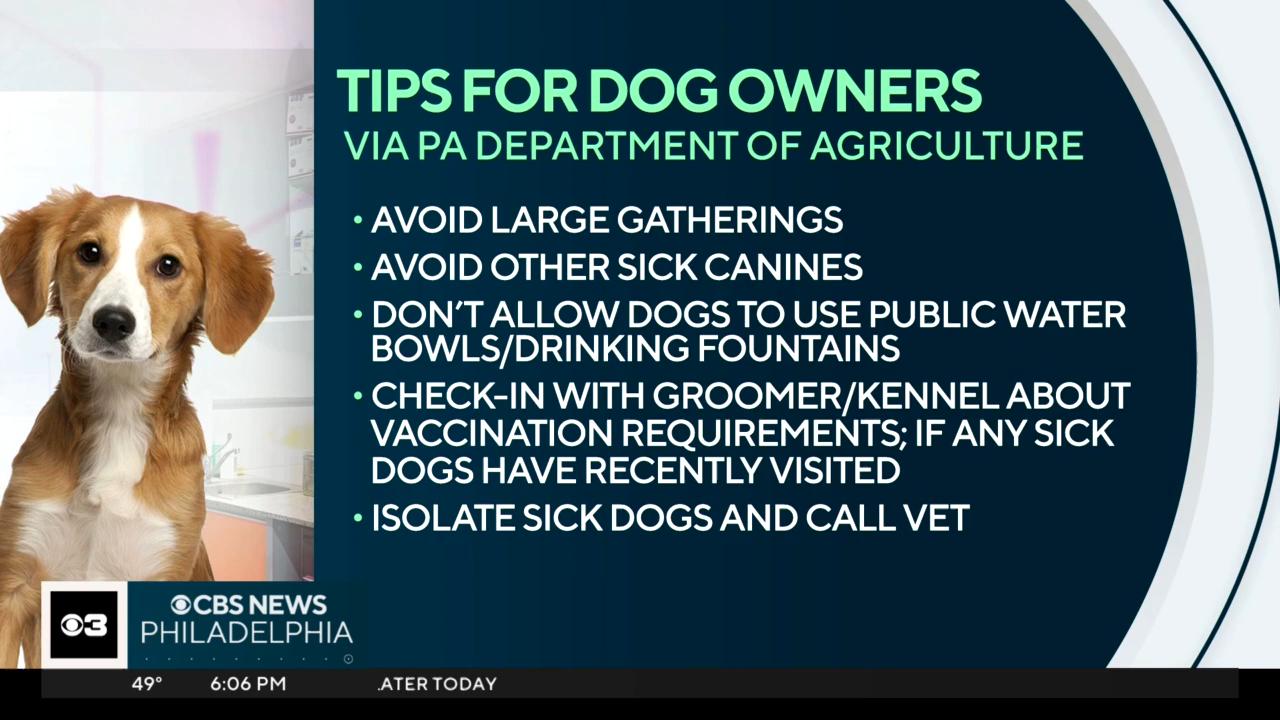 TIPS FOR DOG OWNERS
VIA PA DEPARTMENT OF AGRICULTURE
• AVOID LARGE GATHERINGS
• AVOID OTHER SICK CANINES
• DON'T ALLOW DOGS TO USE PUBLIC WATER
BOWLS/DRINKING FOUNTAINS
• CHECK-IN WITH GROOMER/KENNEL ABOUT
VACCINATION REQUIREMENTS; IF ANY SICK
DOGS HAVE RECENTLY VISITED
• ISOLATE SICK DOGS AND CALL VET
3
CBS NEWS
PHILADELPHIA
49° 6:06 PM .ATER TODAY